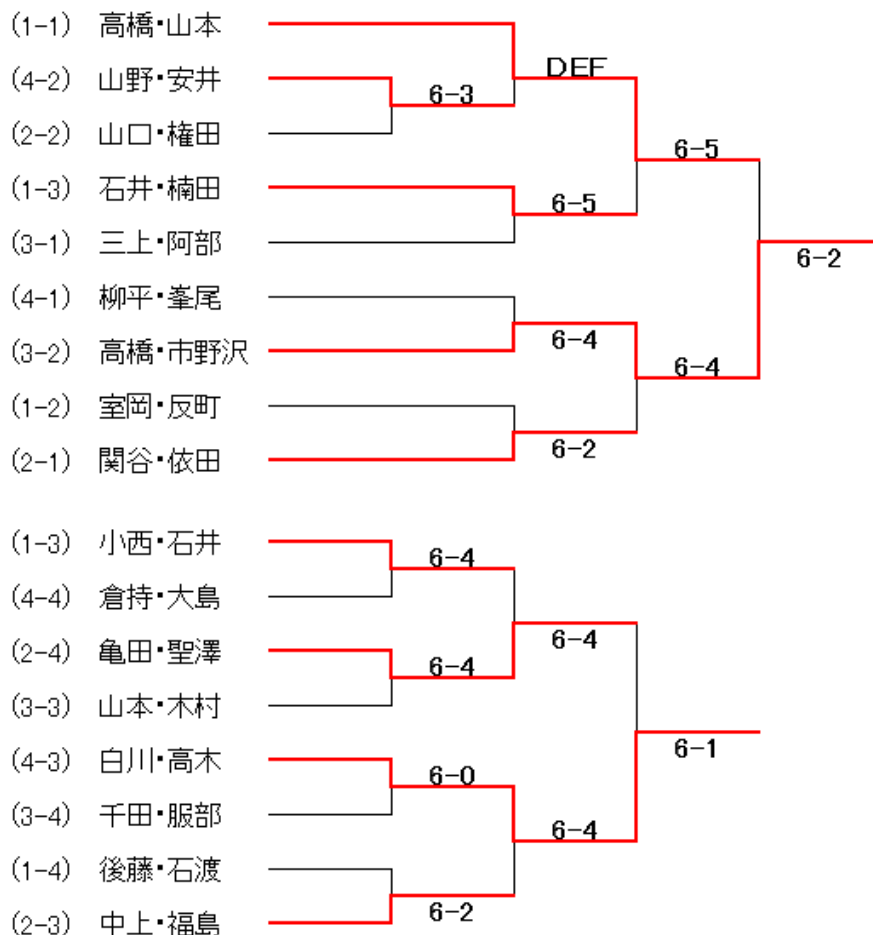 (1-1) 高橋・山本
DEF
(4-2) 山野・安井
6-3
(2-2) 山口・権田
6-5
(1-3) 石井・楠田
6-5
(3-1) 三上・阿部
6-2
(4-1) 柳平・峯尾
6-4
(3-2) 高橋・市野沢
6-4
(1-2) 室岡・反町
6-2
(2-1) 関谷・依田
(1-3) 小西・石井
6-4
(4-4) 倉持・大島
6-4
(2-4) 亀田・聖澤
6-4
(3-3) 山本・木村
6-1
(4-3) 白川・高木
6-0
(3-4) 千田・服部
6-4
(1-4) 後藤・石渡
6-2
(2-3) 中上・福島